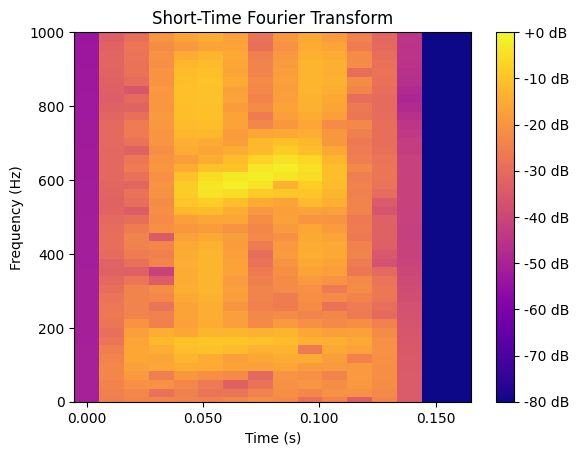 Short-Time Fourier Transform
Frequency (Hz)
1000
800
600
400
200
0
0.000
0.050
0.100
0.150
Time (s)
+0 dB
-10 dB
-20 dB
-30 dB
-40 dB
-50 dB
-60 dB
-70 dB
-80 dB